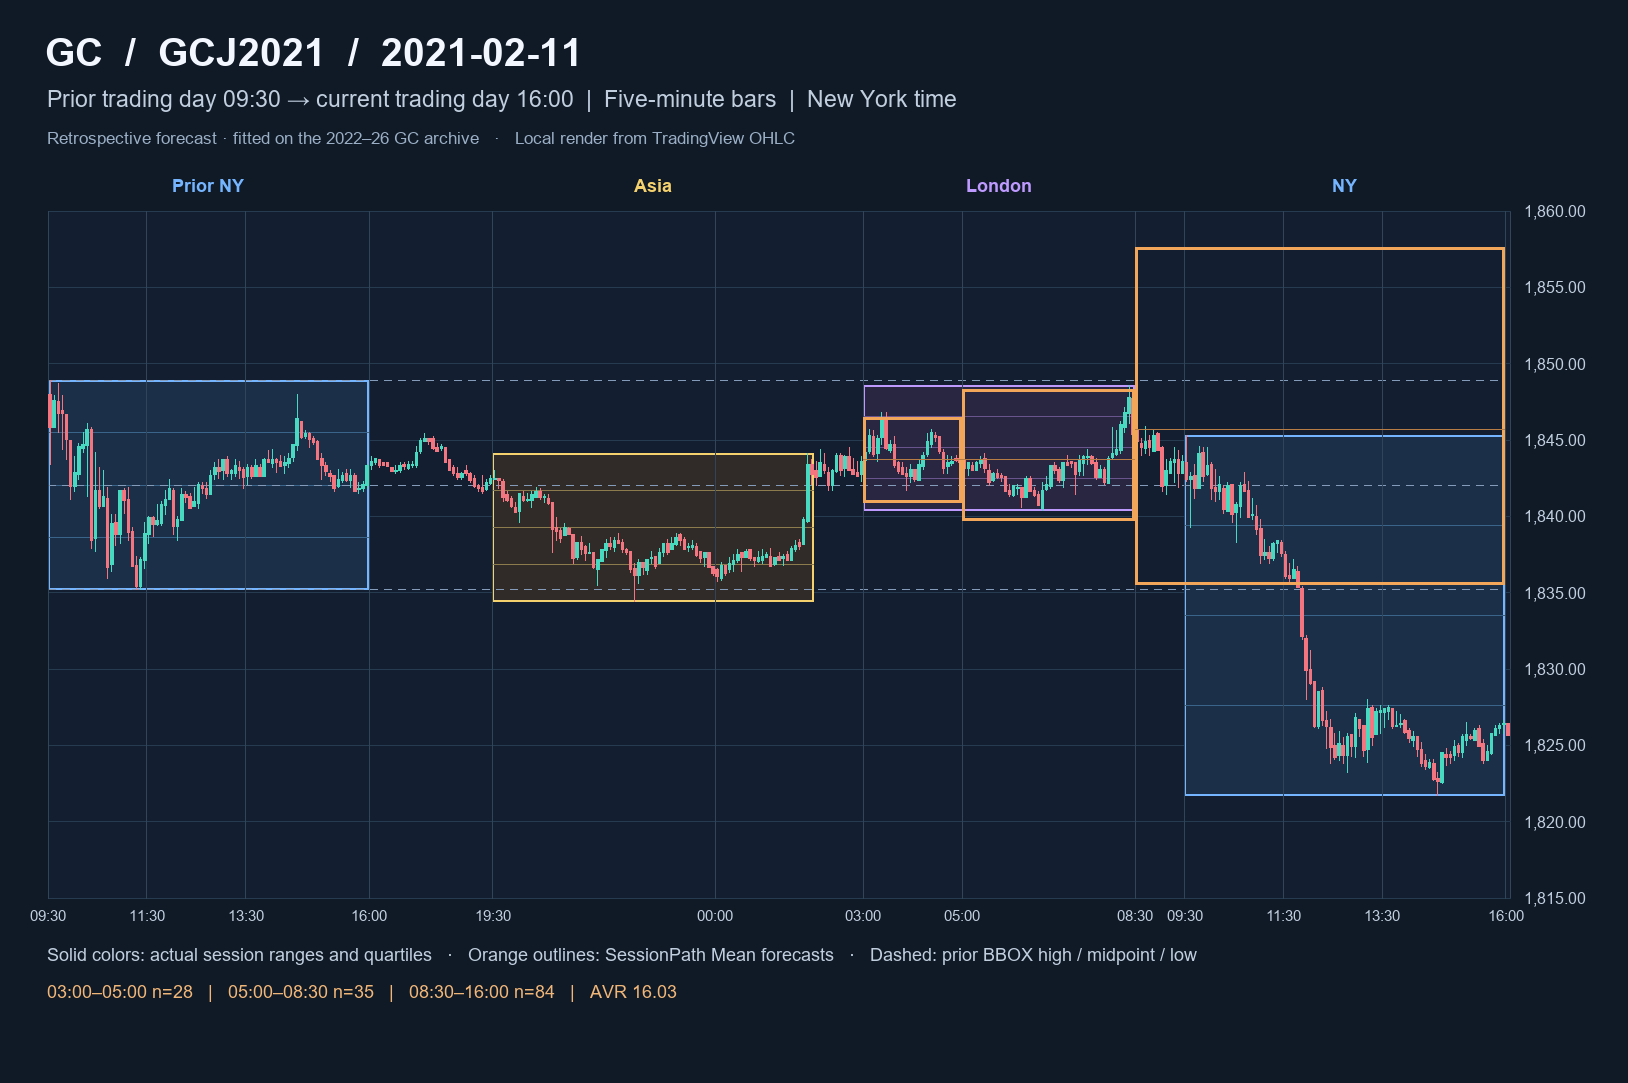 GC / GCJ2021 / 2021-02-11
Prior trading day 09:30 → current trading day 16:00 | Five-minute bars | New York time
Retrospective forecast · fitted on the 2022–26 GC archive · Local render from TradingView OHLC
Prior NY Asia London NY
1,860.00
1,855.00
1,850.00
1,845.00
1,840.00
1,835.00
1,830.00
1,825.00
1,820.00
1,815.00
09:30 11:30 13:30 16:00 19:30 00:00 03:00 05:00 08:30 09:30 11:30 13:30 16:00
Solid colors: actual session ranges and quartiles · Orange outlines: SessionPath Mean forecasts · Dashed: prior BBOX high / midpoint / low
03:00–05:00 n=28 | 05:00–08:30 n=35 | 08:30–16:00 n=84 | AVR 16.03